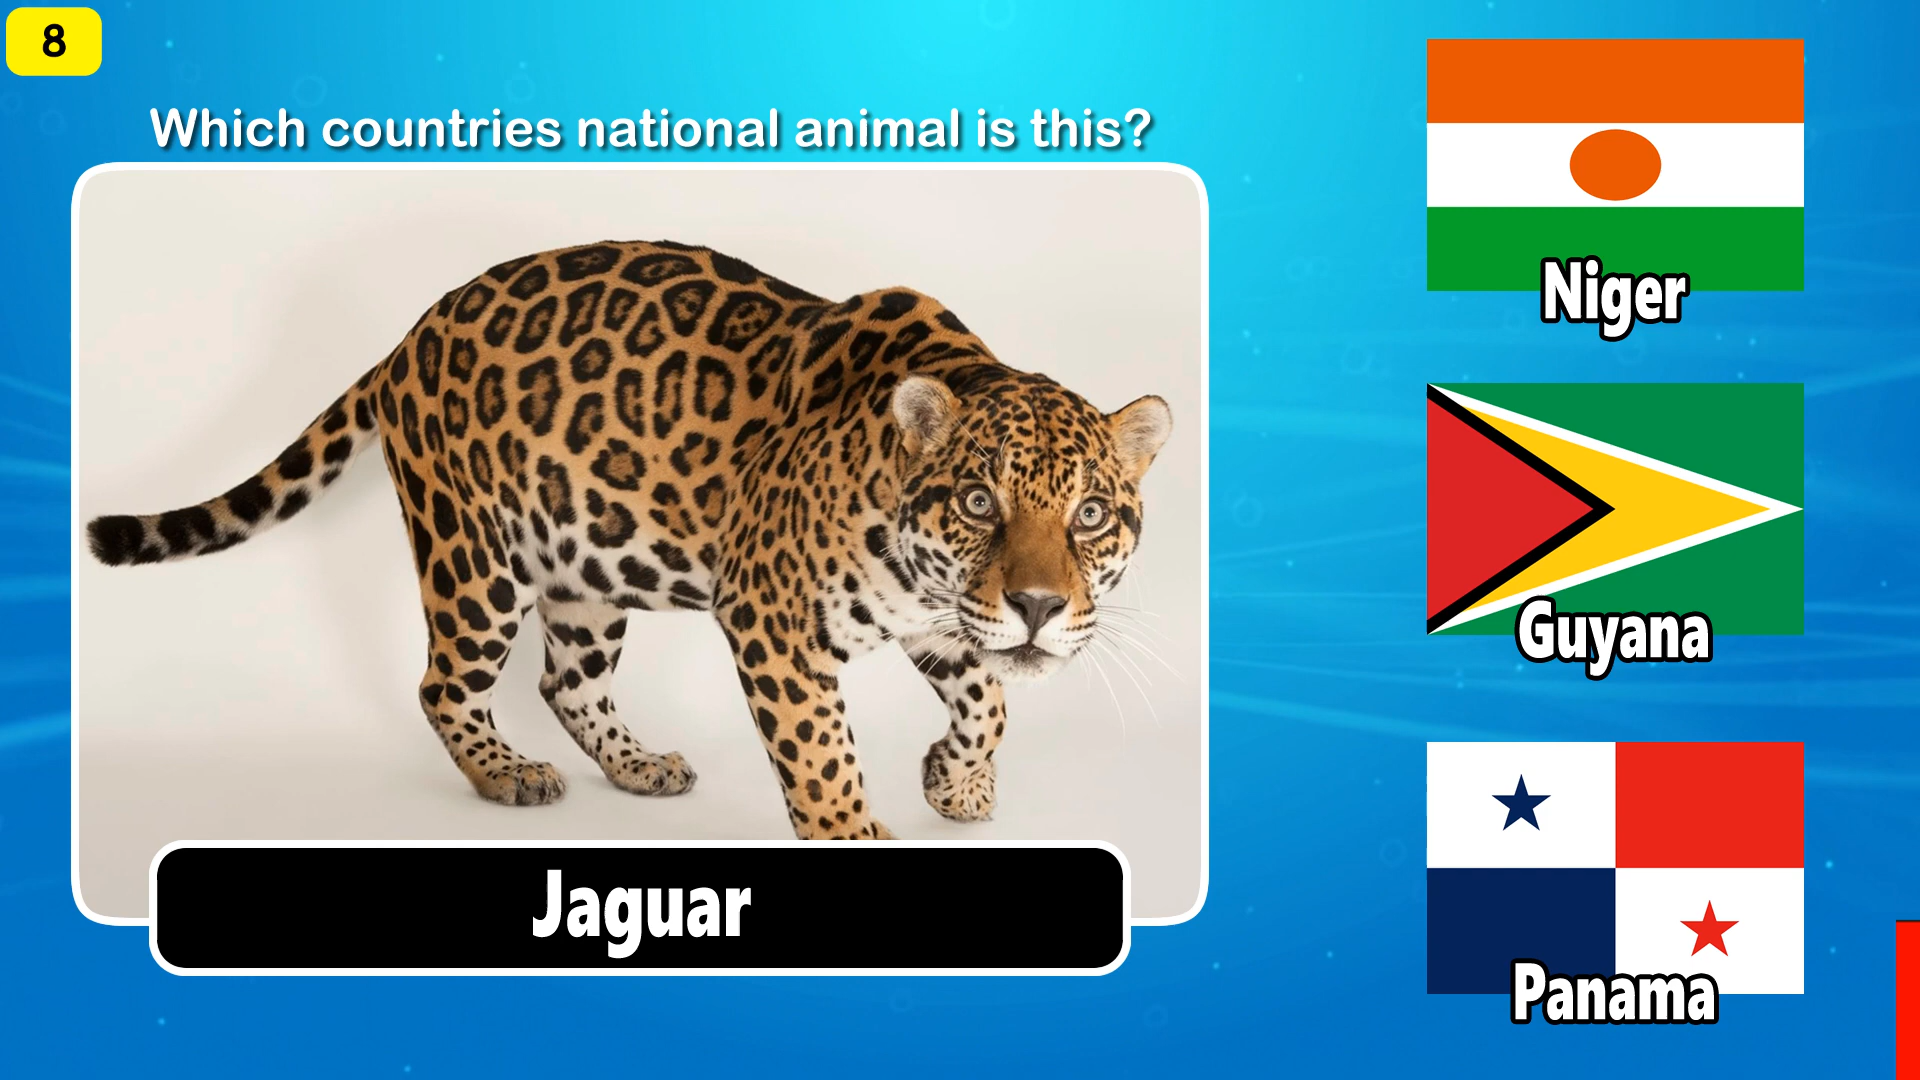 8
Which countries national animal is this?
Jaguar
Niger
Guyana
Panama